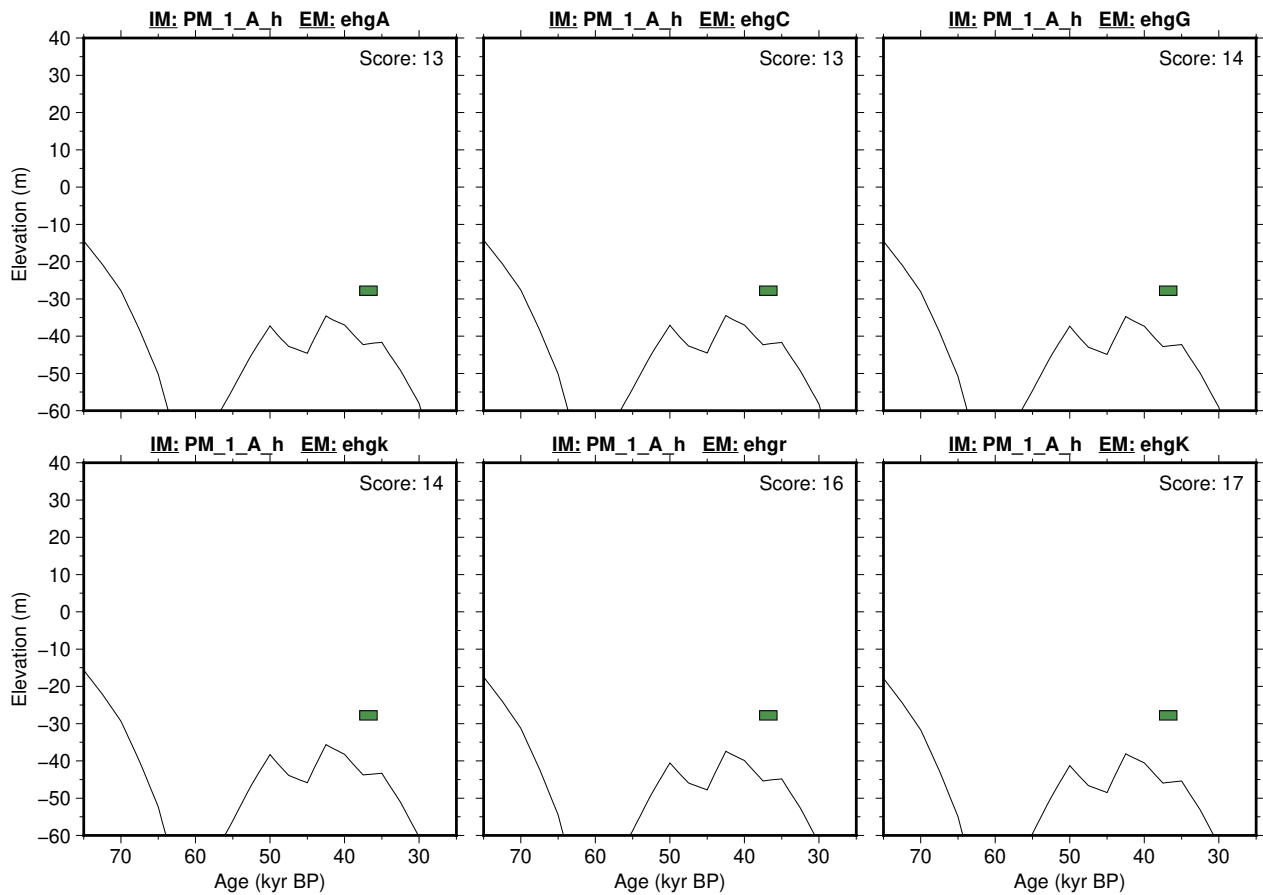 IM: PM_1_A_h EM: ehgA
IM: PM_1_A_h EM: ehgC
IM: PM_1_A_h EM: ehgG
Score: 13
Score: 13
Score: 14
Elevation (m)
40
30
20
10
0
−10
−20
−30
−40
−50
−60
IM: PM_1_A_h EM: ehgk
IM: PM_1_A_h EM: ehgr
IM: PM_1_A_h EM: ehgK
Score: 14
Score: 16
Score: 17
Elevation (m)
40
30
20
10
0
−10
−20
−30
−40
−50
−60
70 60 50 40 30
70 60 50 40 30
70 60 50 40 30
Age (kyr BP)
Age (kyr BP)
Age (kyr BP)